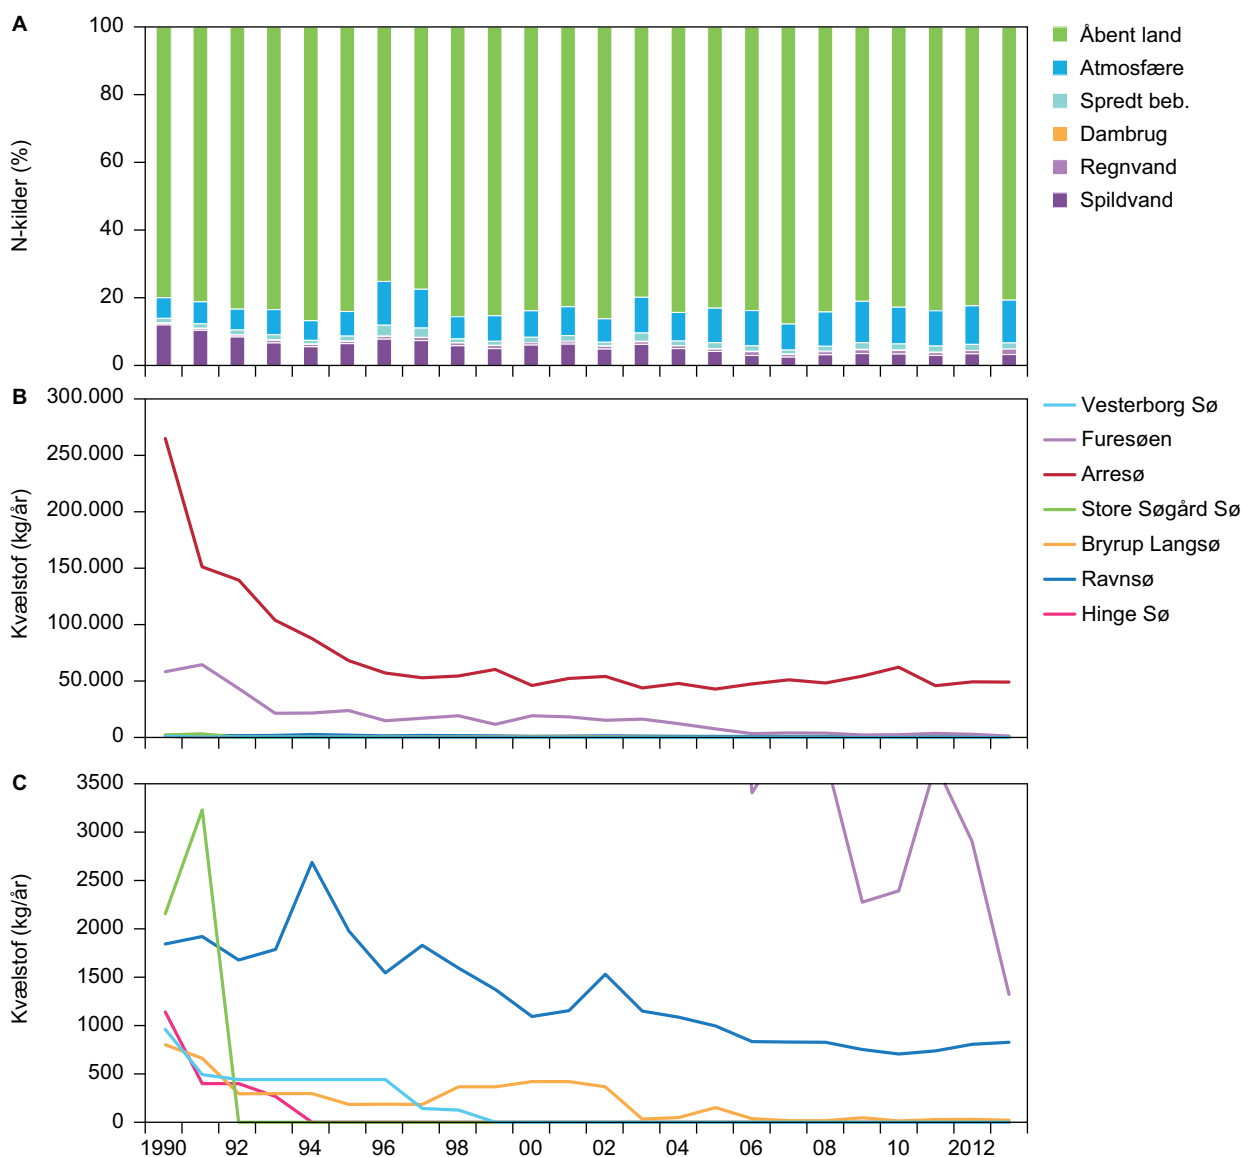 A
100
80
60
40
20
0
N-kilder (%)
Åbent land
Atmosfære
Spredt beb.
Dambrug
Regnvand
Spildvand
B
300.000
250.000
200.000
150.000
100.000
50.000
0
Kvælstof (kg/år)
Vesterborg Sø
Furesøen
Arresø
Store Søgård Sø
Bryrup Langsø
Ravnsø
Hinge Sø
C
3500
3000
2500
2000
1500
1000
500
0
Kvælstof (kg/år)
1990 92 94 96 98 00 02 04 06 08 10 2012